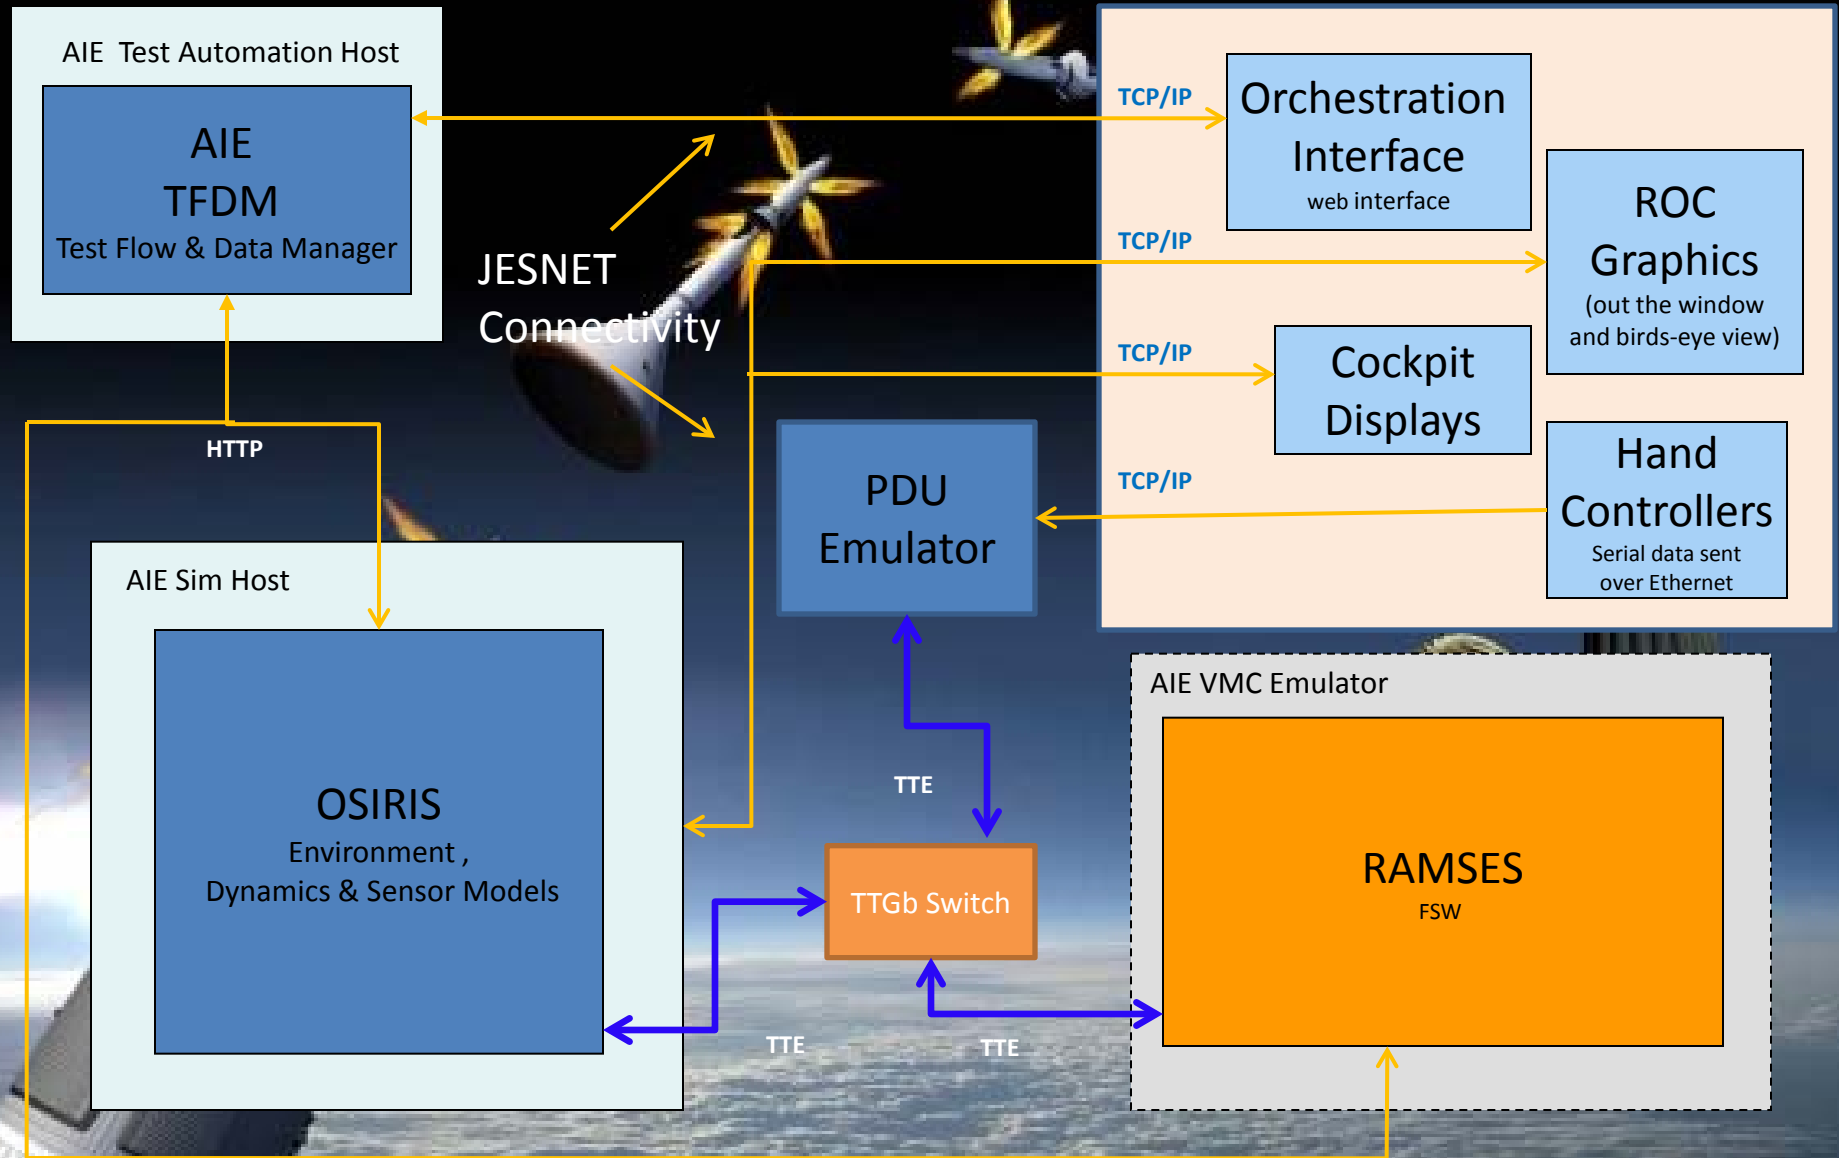 AIE Test Automation Host
AIE
TFDM
Test Flow & Data Manager
HTTP
JESNET
Connectivity
TCP/IP
Orchestration
Interface
web interface
TCP/IP
ROC
Graphics
(out the window
and birds-eye view)
TCP/IP
Cockpit
Displays
TCP/IP
Hand
Controllers
Serial data sent
over Ethernet
PDU
Emulator
AIE Sim Host
OSIRIS
Environment ,
Dynamics & Sensor Models
TTE
TTGb Switch
TTE
TTE
AIE VMC Emulator
RAMSES
FSW